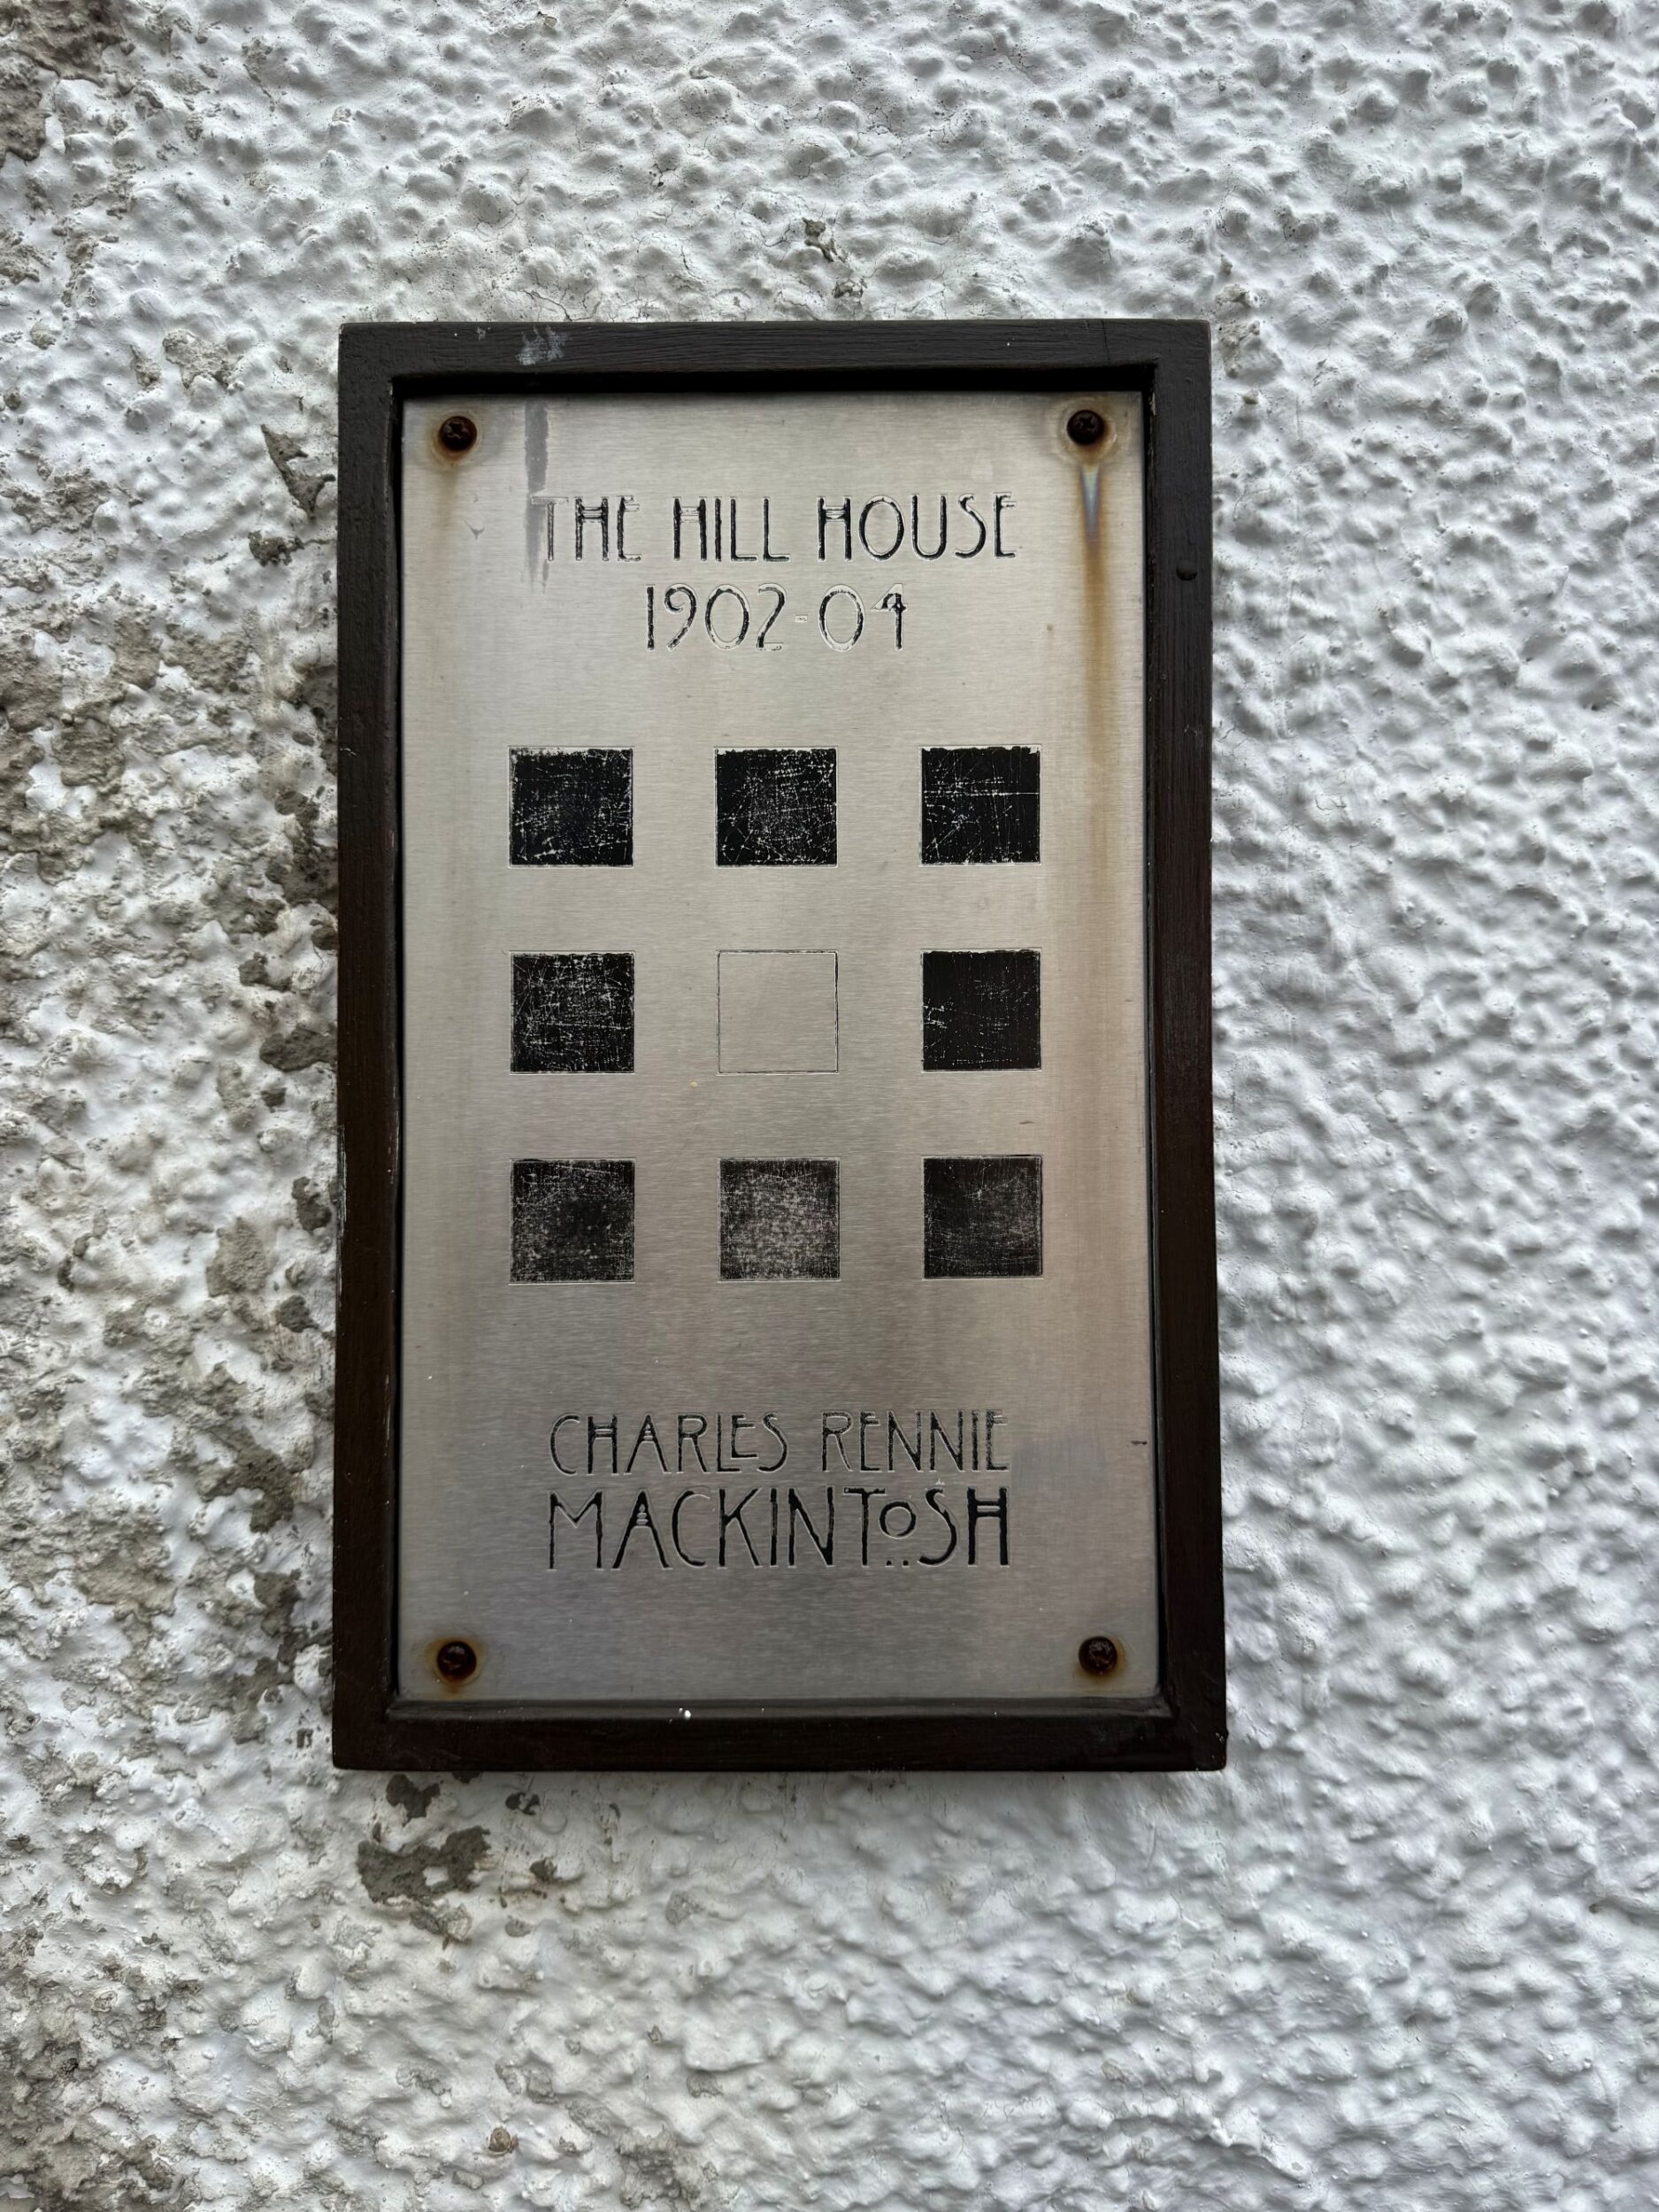 THE HILL HOUSE
1902-04
CHARLES RENNIE
MACKINTOSH